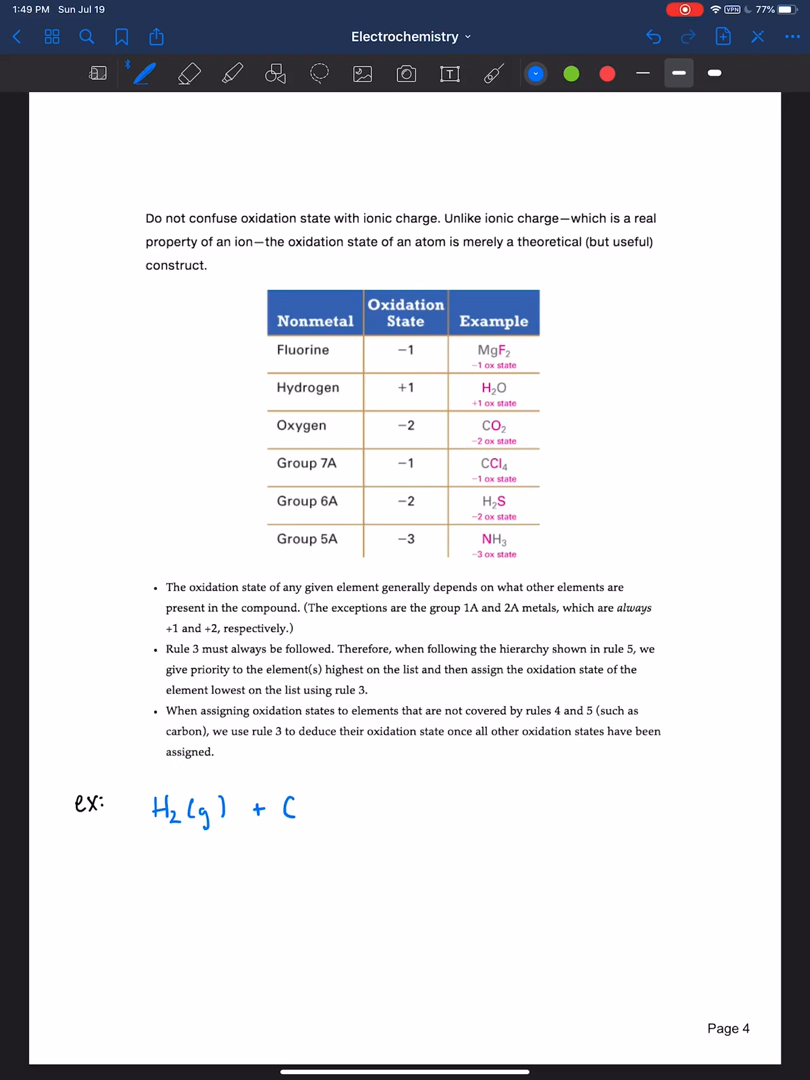 1:49 PM Sun Jul 19
VPN 77%
Electrochemistry
T
Do not confuse oxidation state with ionic charge. Unlike ionic charge—which is a real
property of an ion—the oxidation state of an atom is merely a theoretical (but useful)
construct.
Nonmetal Oxidation State Example
Fluorine −1 MgF₂
−1 ox state
Hydrogen +1 H₂O
+1 ox state
Oxygen −2 CO₂
−2 ox state
Group 7A −1 CCl₄
−1 ox state
Group 6A −2 H₂S
−2 ox state
Group 5A −3 NH₃
−3 ox state
• The oxidation state of any given element generally depends on what other elements are
present in the compound. (The exceptions are the group 1A and 2A metals, which are always
+1 and +2, respectively.)
• Rule 3 must always be followed. Therefore, when following the hierarchy shown in rule 5, we
give priority to the element(s) highest on the list and then assign the oxidation state of the
element lowest on the list using rule 3.
• When assigning oxidation states to elements that are not covered by rules 4 and 5 (such as
carbon), we use rule 3 to deduce their oxidation state once all other oxidation states have been
assigned.
ex: H₂(g) + C
Page 4